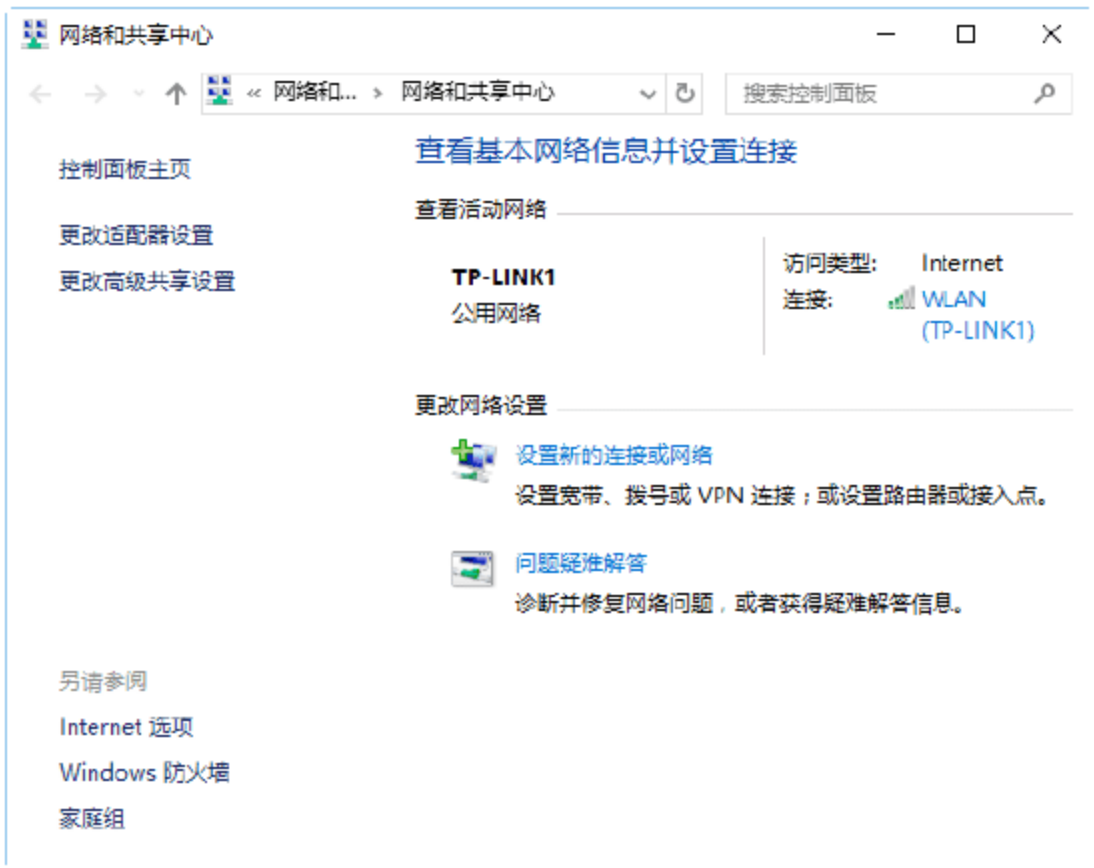 网络和共享中心
« 网络和... › 网络和共享中心
搜索控制面板
控制面板主页
更改适配器设置
更改高级共享设置
查看基本网络信息并设置连接
查看活动网络
TP-LINK1
公用网络
访问类型: Internet
连接: WLAN
(TP-LINK1)
更改网络设置
设置新的连接或网络
设置宽带、拨号或 VPN 连接；或设置路由器或接入点。
问题疑难解答
诊断并修复网络问题，或者获得疑难解答信息。
另请参阅
Internet 选项
Windows 防火墙
家庭组